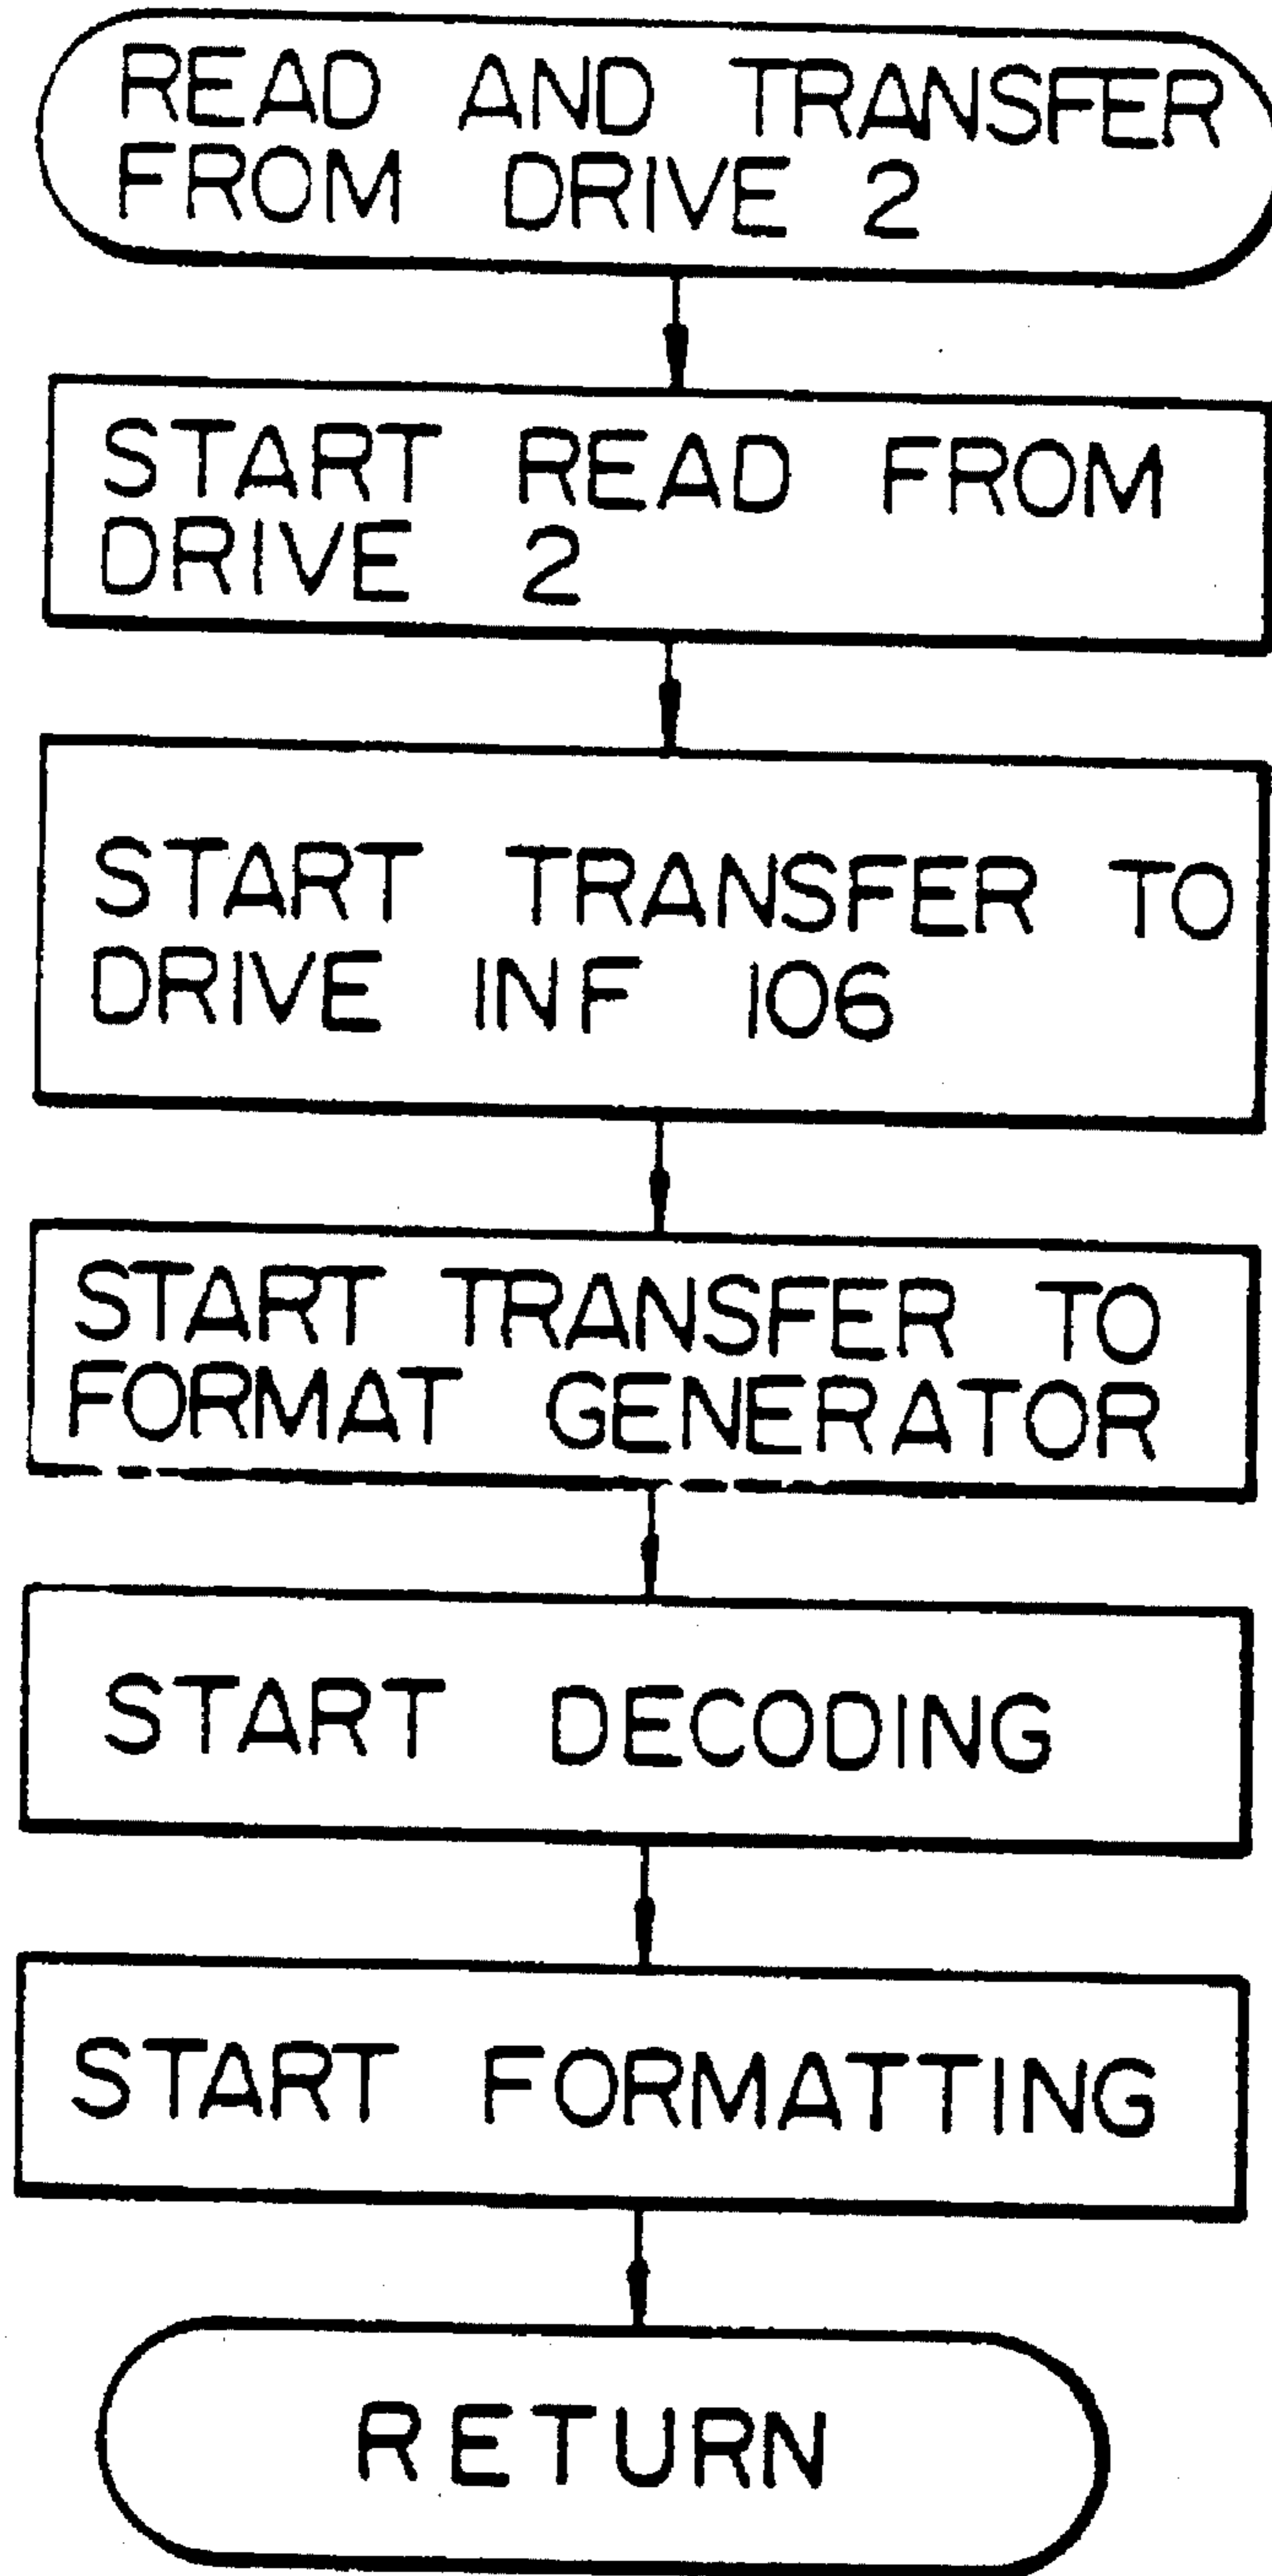 READ AND TRANSFER
FROM DRIVE 2
START READ FROM
DRIVE 2
START TRANSFER TO
DRIVE INF 106
START TRANSFER TO
FORMAT GENERATOR
START DECODING
START FORMATTING
RETURN